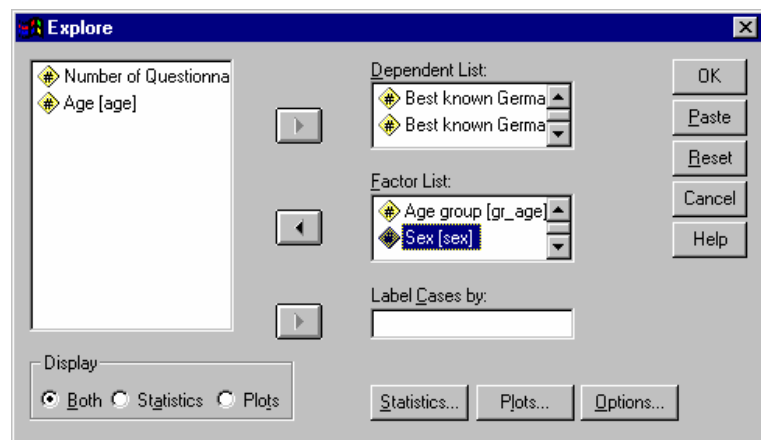 Explore
Number of Questionna
Age [age]
Dependent List:
Best known Germa
Best known Germa
Factor List:
Age group [gr_age]
Sex [sex]
Label Cases by:
OK
Paste
Reset
Cancel
Help
Display
Both Statistics Plots
Statistics... Plots... Options...